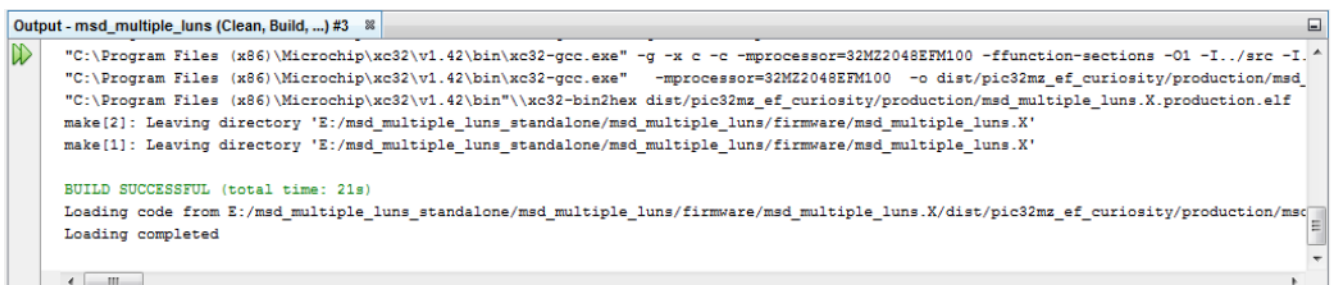 Output - msd_multiple_luns (Clean, Build, ...) #3
"C:\Program Files (x86)\Microchip\xc32\v1.42\bin\xc32-gcc.exe" -g -x c -c -mprocessor=32MZ2048EFM100 -ffunction-sections -O1 -I../src -I.
"C:\Program Files (x86)\Microchip\xc32\v1.42\bin\xc32-gcc.exe" -mprocessor=32MZ2048EFM100 -o dist/pic32mz_ef_curiosity/production/msd_
"C:\Program Files (x86)\Microchip\xc32\v1.42\bin"\\xc32-bin2hex dist/pic32mz_ef_curiosity/production/msd_multiple_luns.X.production.elf
make[2]: Leaving directory 'E:/msd_multiple_luns_standalone/msd_multiple_luns/firmware/msd_multiple_luns.X'
make[1]: Leaving directory 'E:/msd_multiple_luns_standalone/msd_multiple_luns/firmware/msd_multiple_luns.X'
BUILD SUCCESSFUL (total time: 21s)
Loading code from E:/msd_multiple_luns_standalone/msd_multiple_luns/firmware/msd_multiple_luns.X/dist/pic32mz_ef_curiosity/production/msd
Loading completed